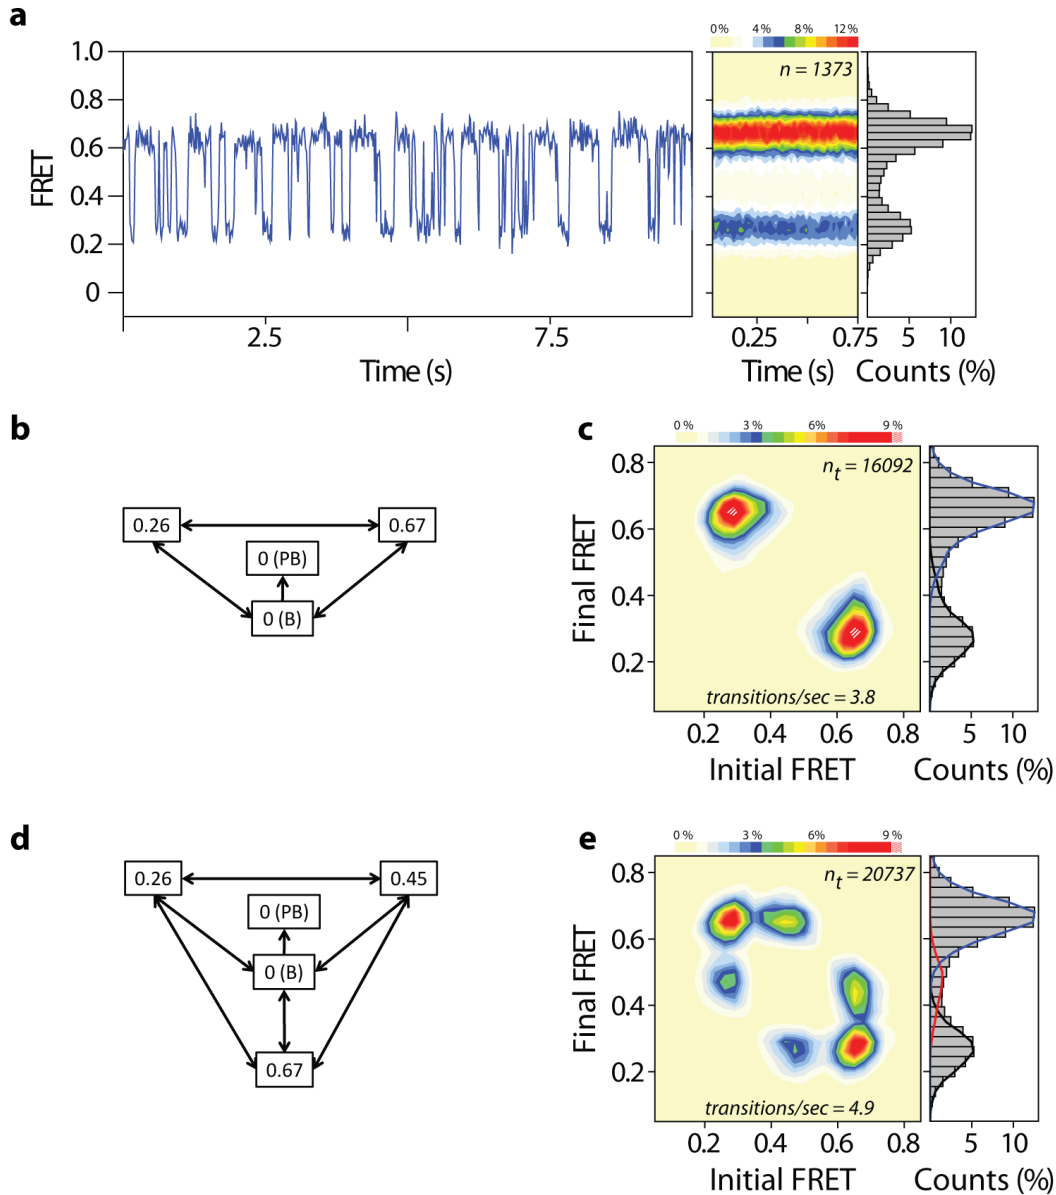 a
0% 4% 8% 12%
n = 1373
FRET
1.0
0.8
0.6
0.4
0.2
0
2.5 7.5
Time (s)
0.25 0.75
Time (s)
5 10
Counts (%)
b
0.26
0.67
0 (PB)
0 (B)
c
0% 3% 6% 9%
nt = 16092
Final FRET
0.8
0.6
0.4
0.2
transitions/sec = 3.8
0.2 0.4 0.6 0.8
Initial FRET
5 10
Counts (%)
d
0.26
0.45
0 (PB)
0 (B)
0.67
e
0% 3% 6% 9%
nt = 20737
Final FRET
0.8
0.6
0.4
0.2
transitions/sec = 4.9
0.2 0.4 0.6 0.8
Initial FRET
5 10
Counts (%)